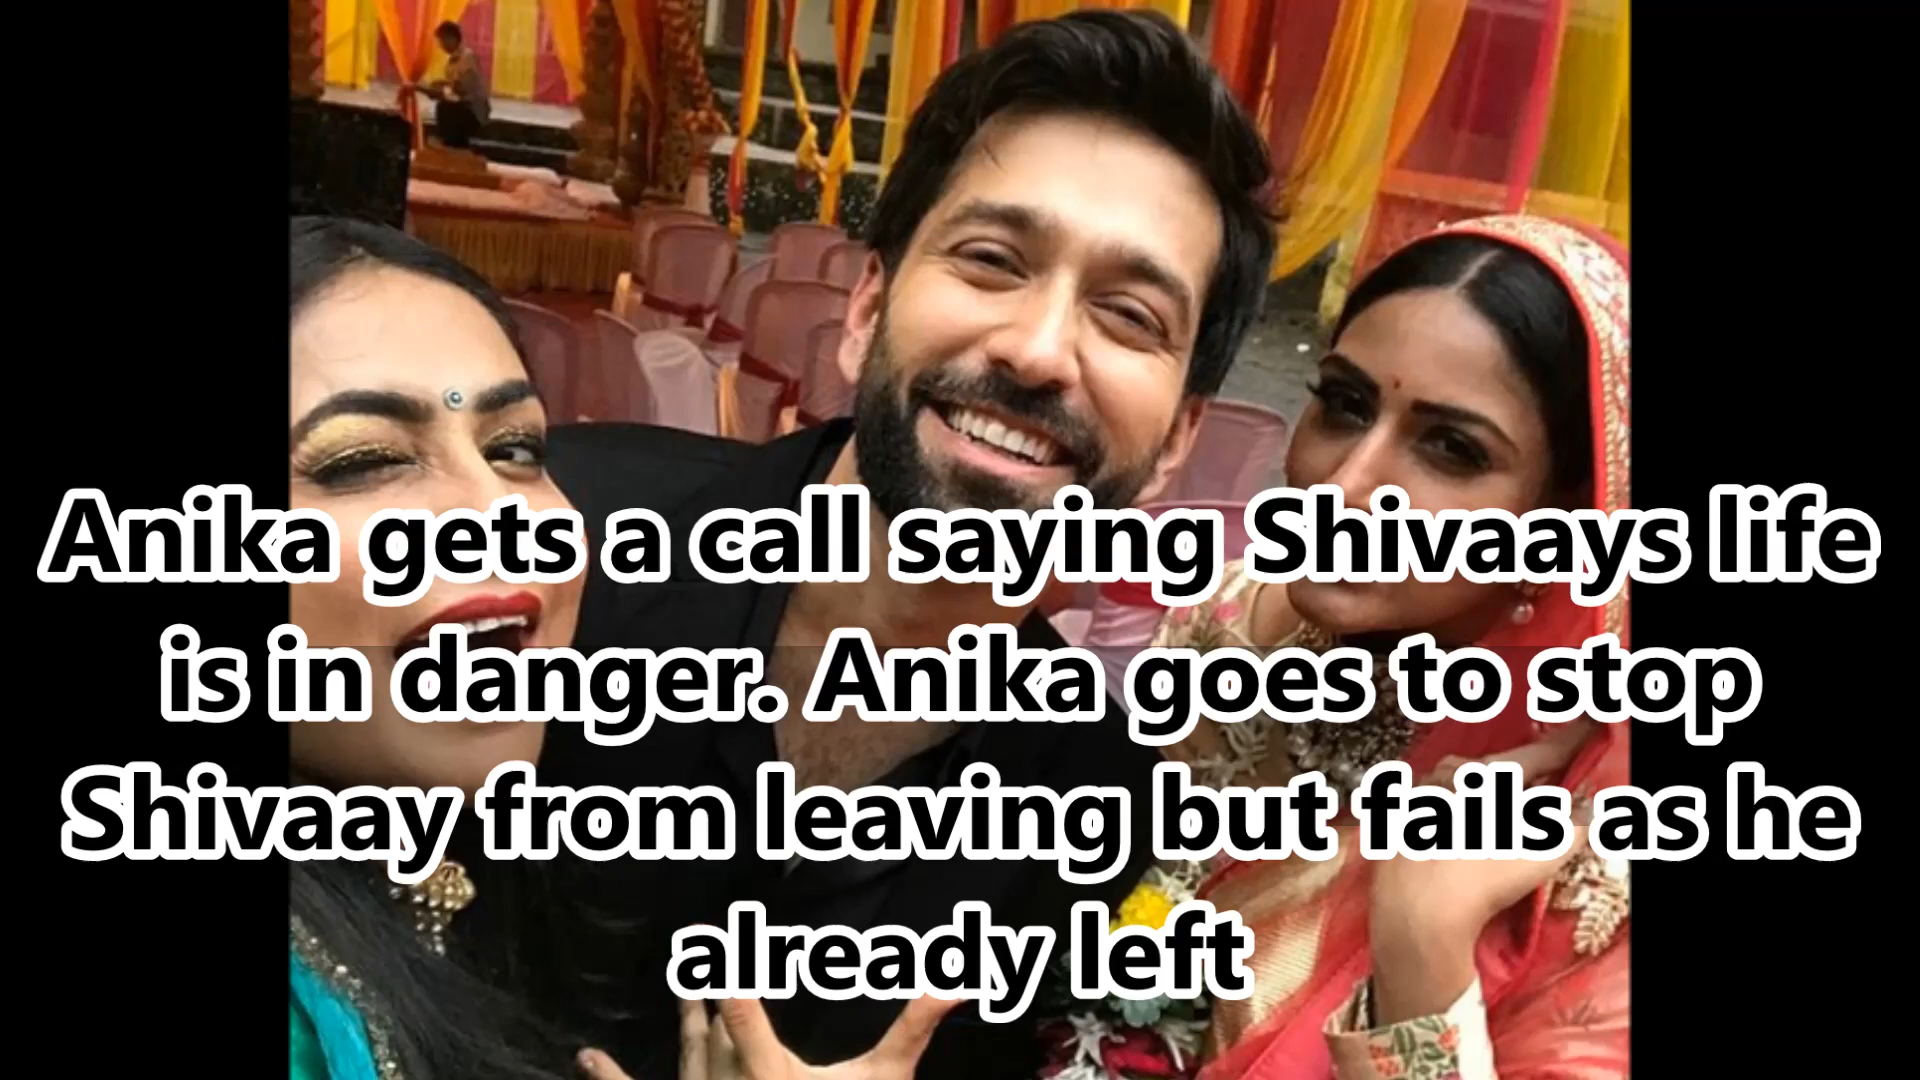 Anika gets a call saying Shivaays life
is in danger. Anika goes to stop
Shivaay from leaving but fails as he
already left